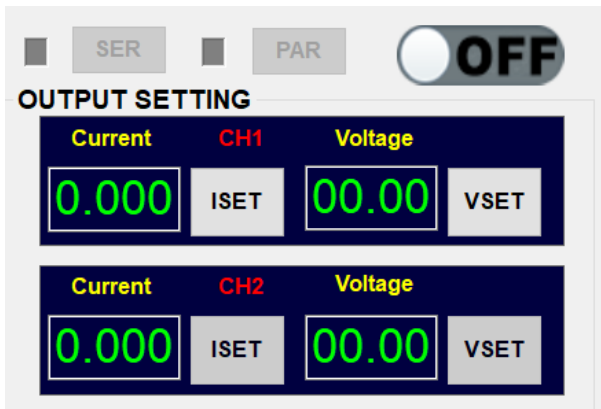 SER PAR OFF
OUTPUT SETTING
Current CH1 Voltage
0.000 ISET 00.00 VSET
Current CH2 Voltage
0.000 ISET 00.00 VSET